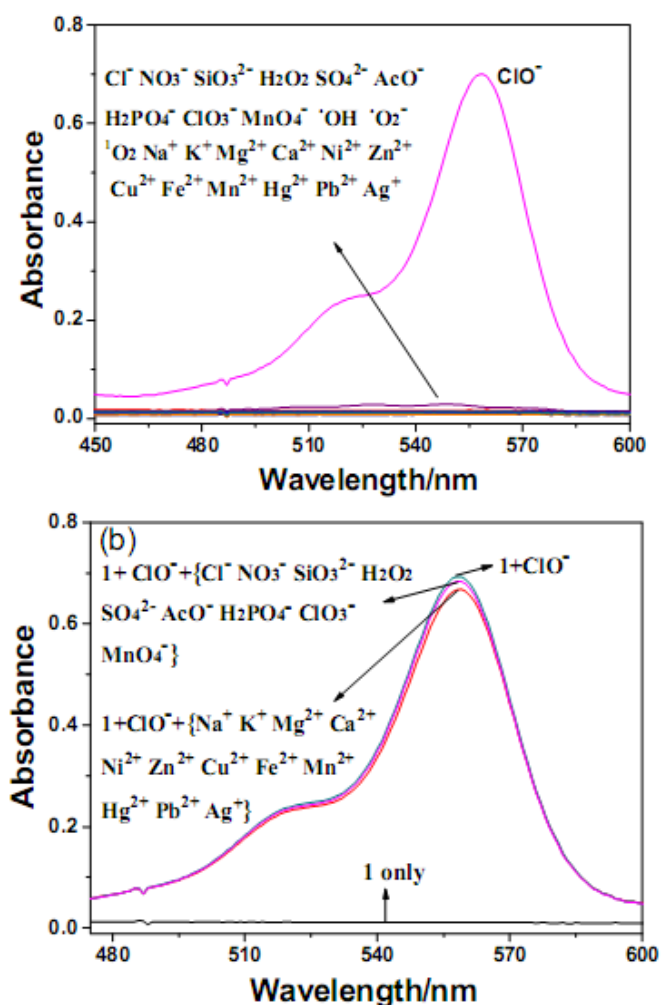 0.8
Cl⁻ NO₃⁻ SiO₃²⁻ H₂O₂ SO₄²⁻ AcO⁻
ClO⁻
H₂PO₄⁻ ClO₃⁻ MnO₄⁻ ˙OH ˙O₂⁻
¹O₂ Na⁺ K⁺ Mg²⁺ Ca²⁺ Ni²⁺ Zn²⁺
Cu²⁺ Fe²⁺ Mn²⁺ Hg²⁺ Pb²⁺ Ag⁺
0.6
0.4
0.2
0.0
Absorbance
450 480 510 540 570 600
Wavelength/nm
0.8
(b)
1+ ClO⁻+{Cl⁻ NO₃⁻ SiO₃²⁻ H₂O₂
SO₄²⁻ AcO⁻ H₂PO₄⁻ ClO₃⁻
MnO₄⁻}
1+ClO⁻
1+ClO⁻+{Na⁺ K⁺ Mg²⁺ Ca²⁺
Ni²⁺ Zn²⁺ Cu²⁺ Fe²⁺ Mn²⁺
Hg²⁺ Pb²⁺ Ag⁺}
1 only
0.6
0.4
0.2
0.0
Absorbance
480 510 540 570 600
Wavelength/nm